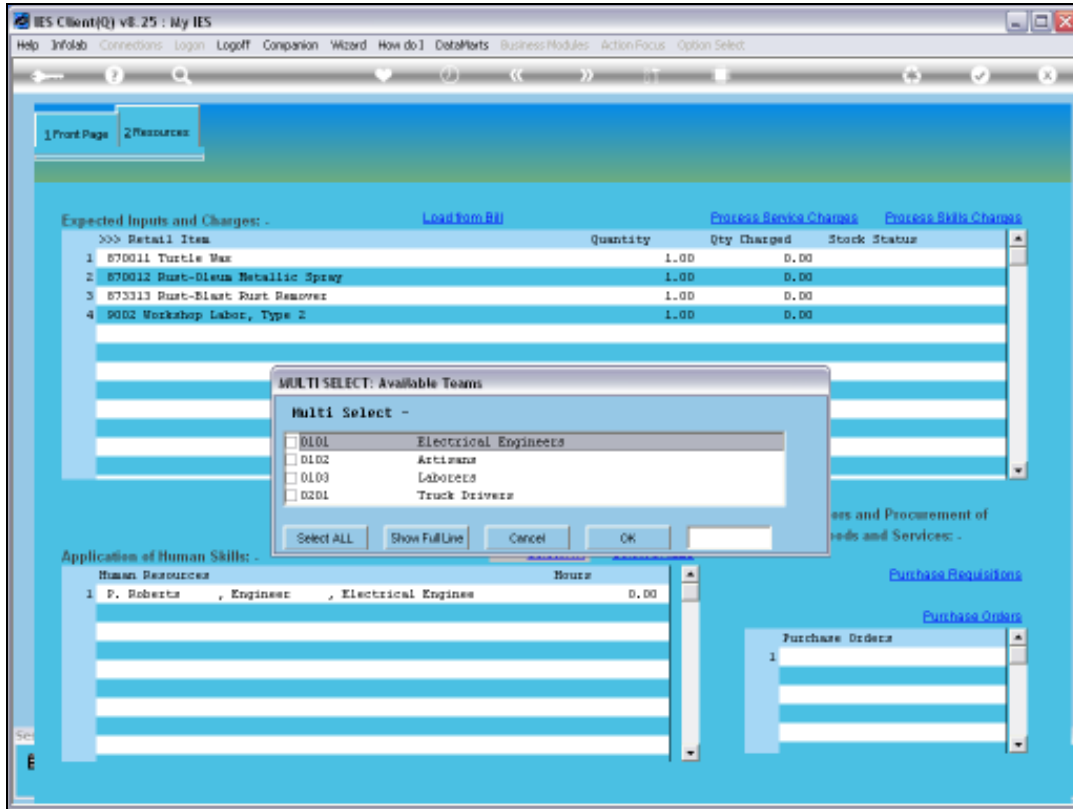 IES Client(Q) v8.25 : My IES
Help Infolab Connections Logon Logoff Companion Wizard How do I DataMarts Business Modules Action Focus Option Select
1 Front Page 2 Resources
Expected Inputs and Charges: - Load from Bill Process Service Charges Process Skills Charges
>>> Retail Item Quantity Qty Charged Stock Status
1 870011 Turtle Wax 1.00 0.00
2 870012 Rust-Oleum Metallic Spray 1.00 0.00
3 873313 Rust-Blast Rust Remover 1.00 0.00
4 9002 Workshop Labor, Type 2 1.00 0.00
MULTI SELECT: Available Teams
Multi Select -
0101 Electrical Engineers
0102 Artisans
0103 Laborers
0201 Truck Drivers
Select ALL Show Full Line Cancel OK
ors and Procurement of
oods and Services: -
Application of Human Skills: -
Human Resources Hours
1 P. Roberts , Engineer , Electrical Enginee 0.00
Purchase Requisitions
Purchase Orders
Purchase Orders
1